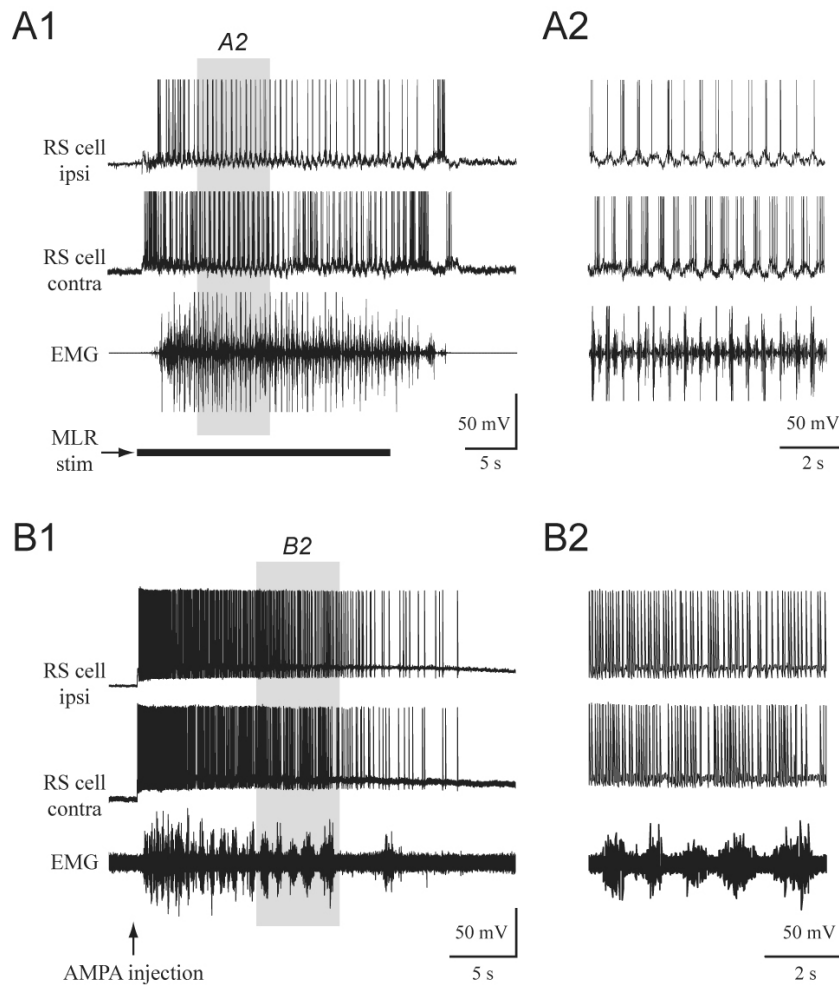 A1
A2
A2
RS cell
ipsi
RS cell
contra
EMG
MLR
stim
50 mV
5 s
50 mV
2 s
B1
B2
B2
RS cell
ipsi
RS cell
contra
EMG
AMPA injection
50 mV
5 s
50 mV
2 s